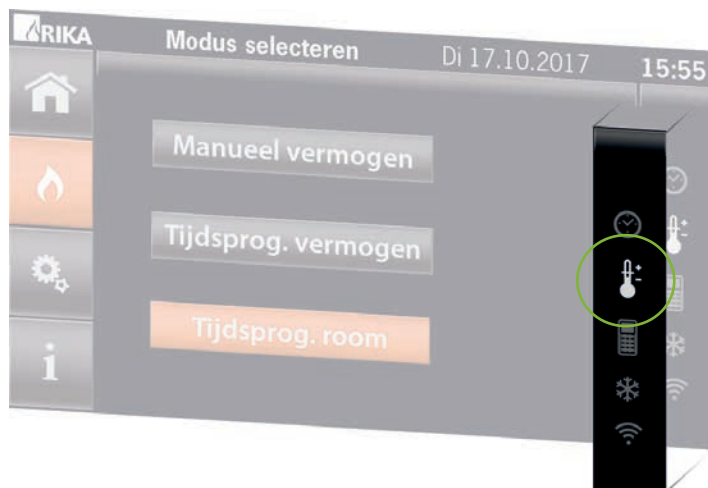 RIKA Modus selecteren Di 17.10.2017 15:55
Manueel vermogen
Tijdsprog. vermogen
Tijdsprog. room
i